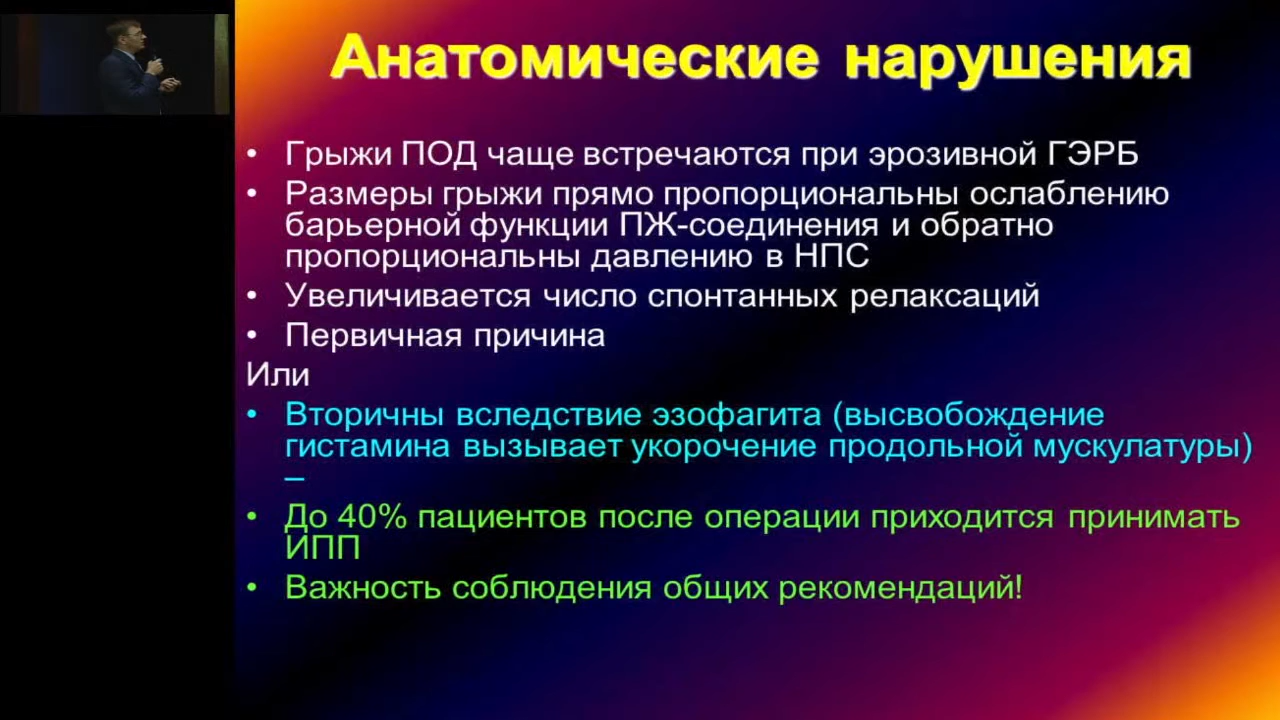 Анатомические нарушения
• Грыжи ПОД чаще встречаются при эрозивной ГЭРБ
• Размеры грыжи прямо пропорциональны ослаблению
барьерной функции ПЖ-соединения и обратно
пропорциональны давлению в НПС
• Увеличивается число спонтанных релаксаций
• Первичная причина
Или
• Вторичны вследствие эзофагита (высвобождение
гистамина вызывает укорочение продольной мускулатуры)
–
• До 40% пациентов после операции приходится принимать
ИПП
• Важность соблюдения общих рекомендаций!